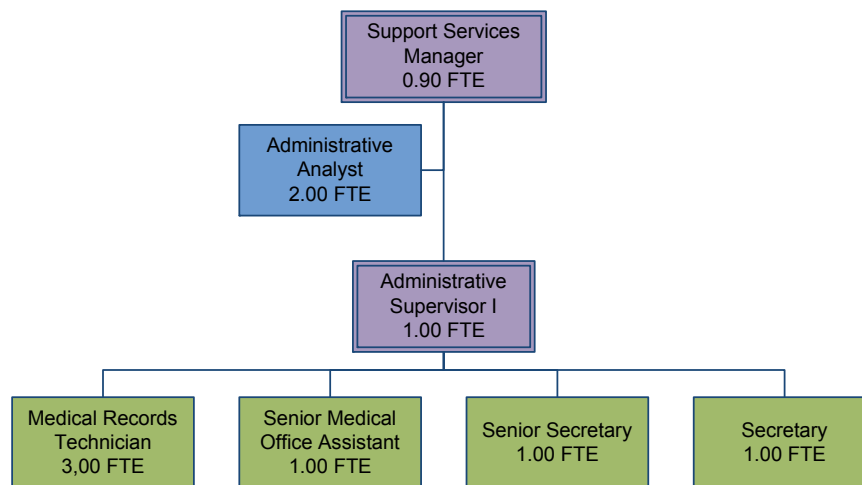 Support Services
Manager
0.90 FTE
Administrative
Analyst
2.00 FTE
Administrative
Supervisor I
1.00 FTE
Medical Records
Technician
3,00 FTE
Senior Medical
Office Assistant
1.00 FTE
Senior Secretary
1.00 FTE
Secretary
1.00 FTE